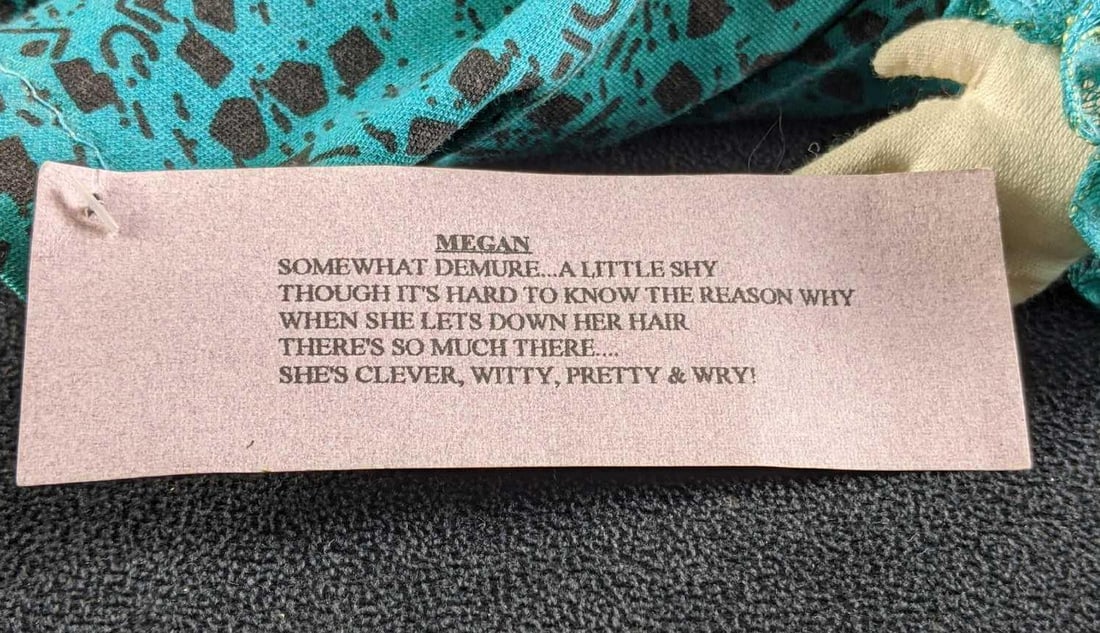 MEGAN
SOMEWHAT DEMURE...A LITTLE SHY
THOUGH IT'S HARD TO KNOW THE REASON WHY
WHEN SHE LETS DOWN HER HAIR
THERE'S SO MUCH THERE....
SHE'S CLEVER, WITTY, PRETTY & WRY!